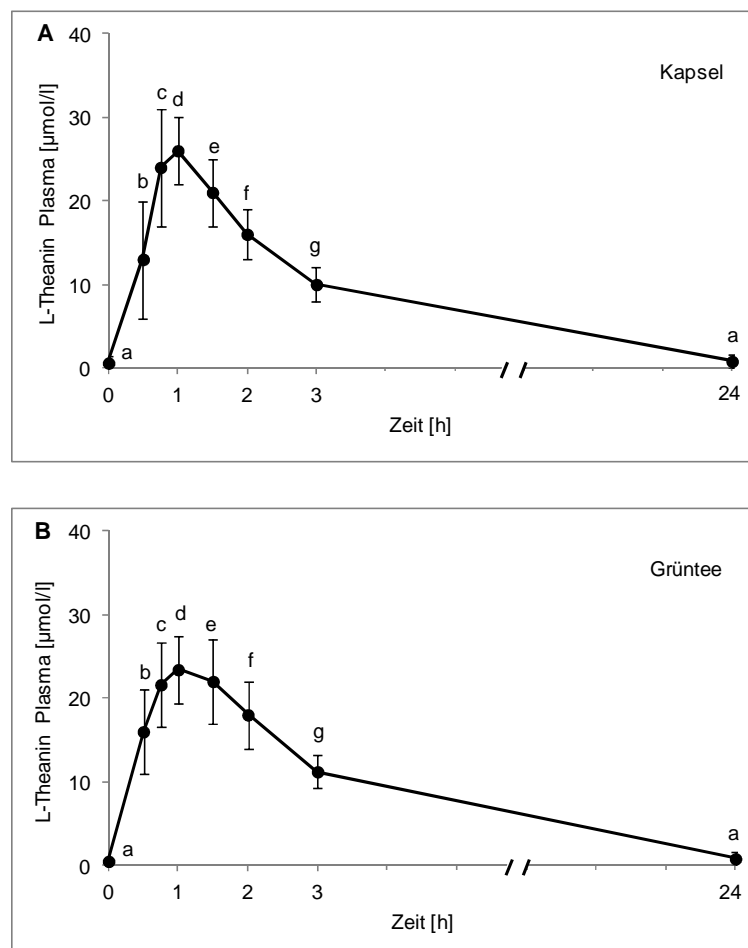 A
Kapsel
L-Theanin Plasma [µmol/l]
40
30
20
10
0
a
b
c
d
e
f
g
a
0
1
2
3
24
Zeit [h]
B
Grüntee
L-Theanin Plasma [µmol/l]
40
30
20
10
0
a
b
c
d
e
f
g
a
0
1
2
3
24
Zeit [h]